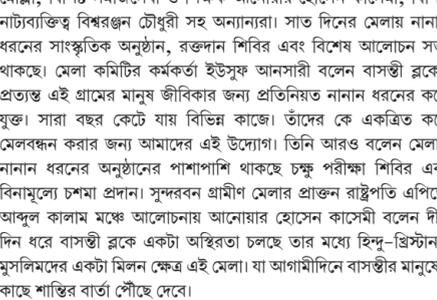 নাট্যব্যক্তিত্ব বিশ্বরঞ্জন চৌধুরী সহ অন্যান্যরা। সাত দিনের মেলায় নানা
ধরনের সাংস্কৃতিক অনুষ্ঠান, রক্তদান শিবির এবং বিশেষ আলোচনা
থাকছে। মেলা কমিটির কর্মকর্তা ইউসুফ আনসারী বলেন বাসন্তী
প্রত্যন্ত এই গ্রামের মানুষ জীবিকার জন্য প্রতিনিয়ত নানান ধরনের
যুক্ত। সারা বছর কেটে যায় বিভিন্ন কাজে। তাঁদের কে একত্রিত
মেলবন্ধন করার জন্য আমাদের এই উদ্যোগ। তিনি আরও বলেন
নানান ধরনের অনুষ্ঠানের পাশাপাশি থাকছে চক্ষু পরীক্ষা শিবির
বিনামূল্যে চশমা প্রদান। সুন্দরবন গ্রামীণ মেলার প্রাক্তন রাষ্ট্রপতি
আব্দুল কালাম মঞ্চে আলোচনায় আনোয়ার হোসেন কাসেমী বলেন
দিন ধরে বাসন্তী ব্লকে একটা অস্থিরতা চলছে তার মধ্যে হিন্দু-খ্রিস্টান
মুসলিমদের একটা মিলন ক্ষেত্র এই মেলা। যা আগামীদিনে বাসন্তীর
কাছে শান্তির বার্তা পৌঁছে দেবে।